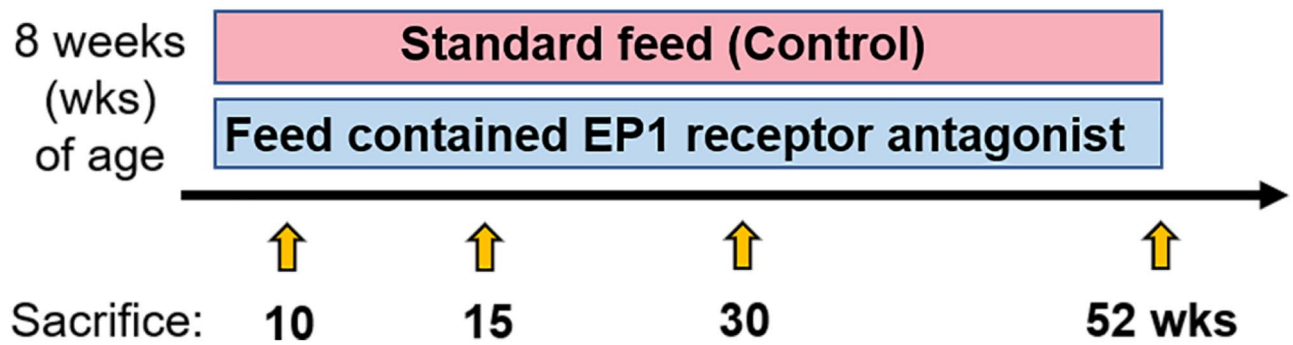 8 weeks
(wks)
of age
Standard feed (Control)
Feed contained EP1 receptor antagonist
Sacrifice: 10 15 30 52 wks